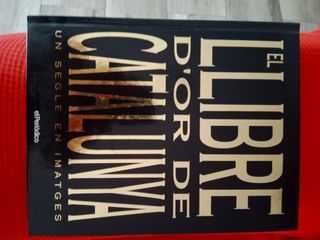 EL
LLIBRE
D'OR DE
CATALUNYA
UN SEGLE EN IMATGES
elPeriódico